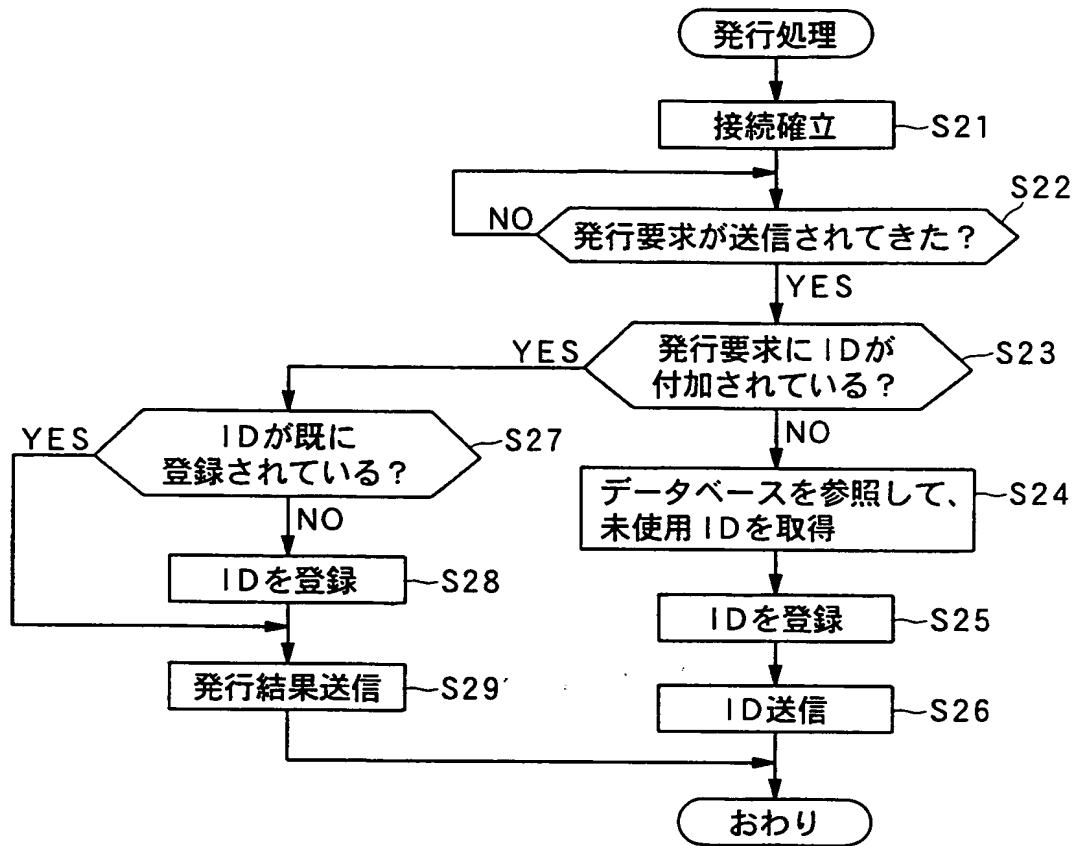 発行処理
接続確立
S21
S22
NO
発行要求が送信されてきた？
YES
YES
発行要求にIDが
付加されている？
S23
YES
IDが既に
登録されている？
S27
NO
データベースを参照して、
未使用IDを取得
S24
NO
IDを登録
S28
IDを登録
S25
発行結果送信
S29
ID送信
S26
おわり